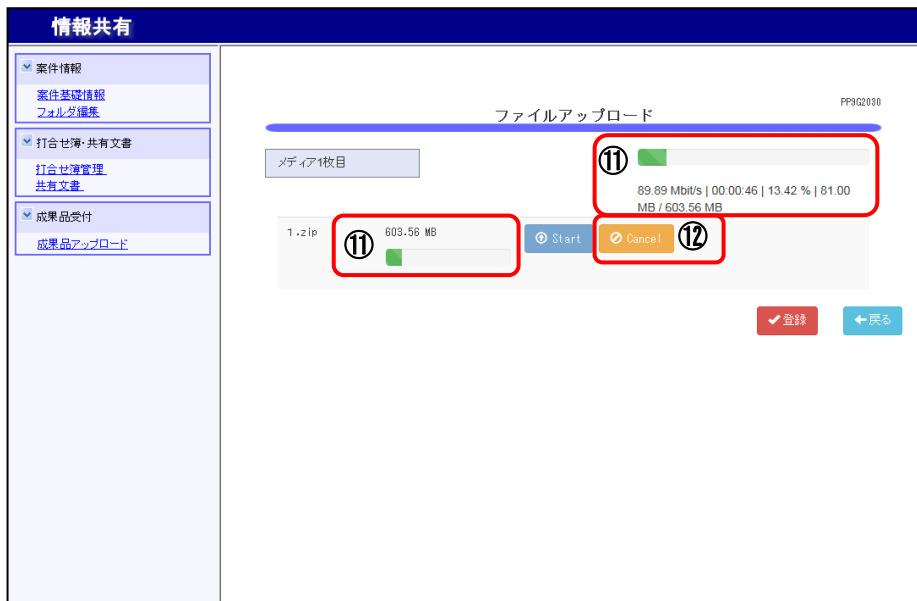 情報共有
案件情報
案件基礎情報
フォルダ編集
打合せ簿・共有文書
打合せ簿管理
共有文書
成果品受付
成果品アップロード
PP9G2030
ファイルアップロード
メディア1枚目
⑪
89.89 Mbit/s | 00:00:46 | 13.42 % | 81.00
MB / 603.56 MB
1.zip
⑪
603.56 MB
Start
Cancel
⑫
登録
戻る